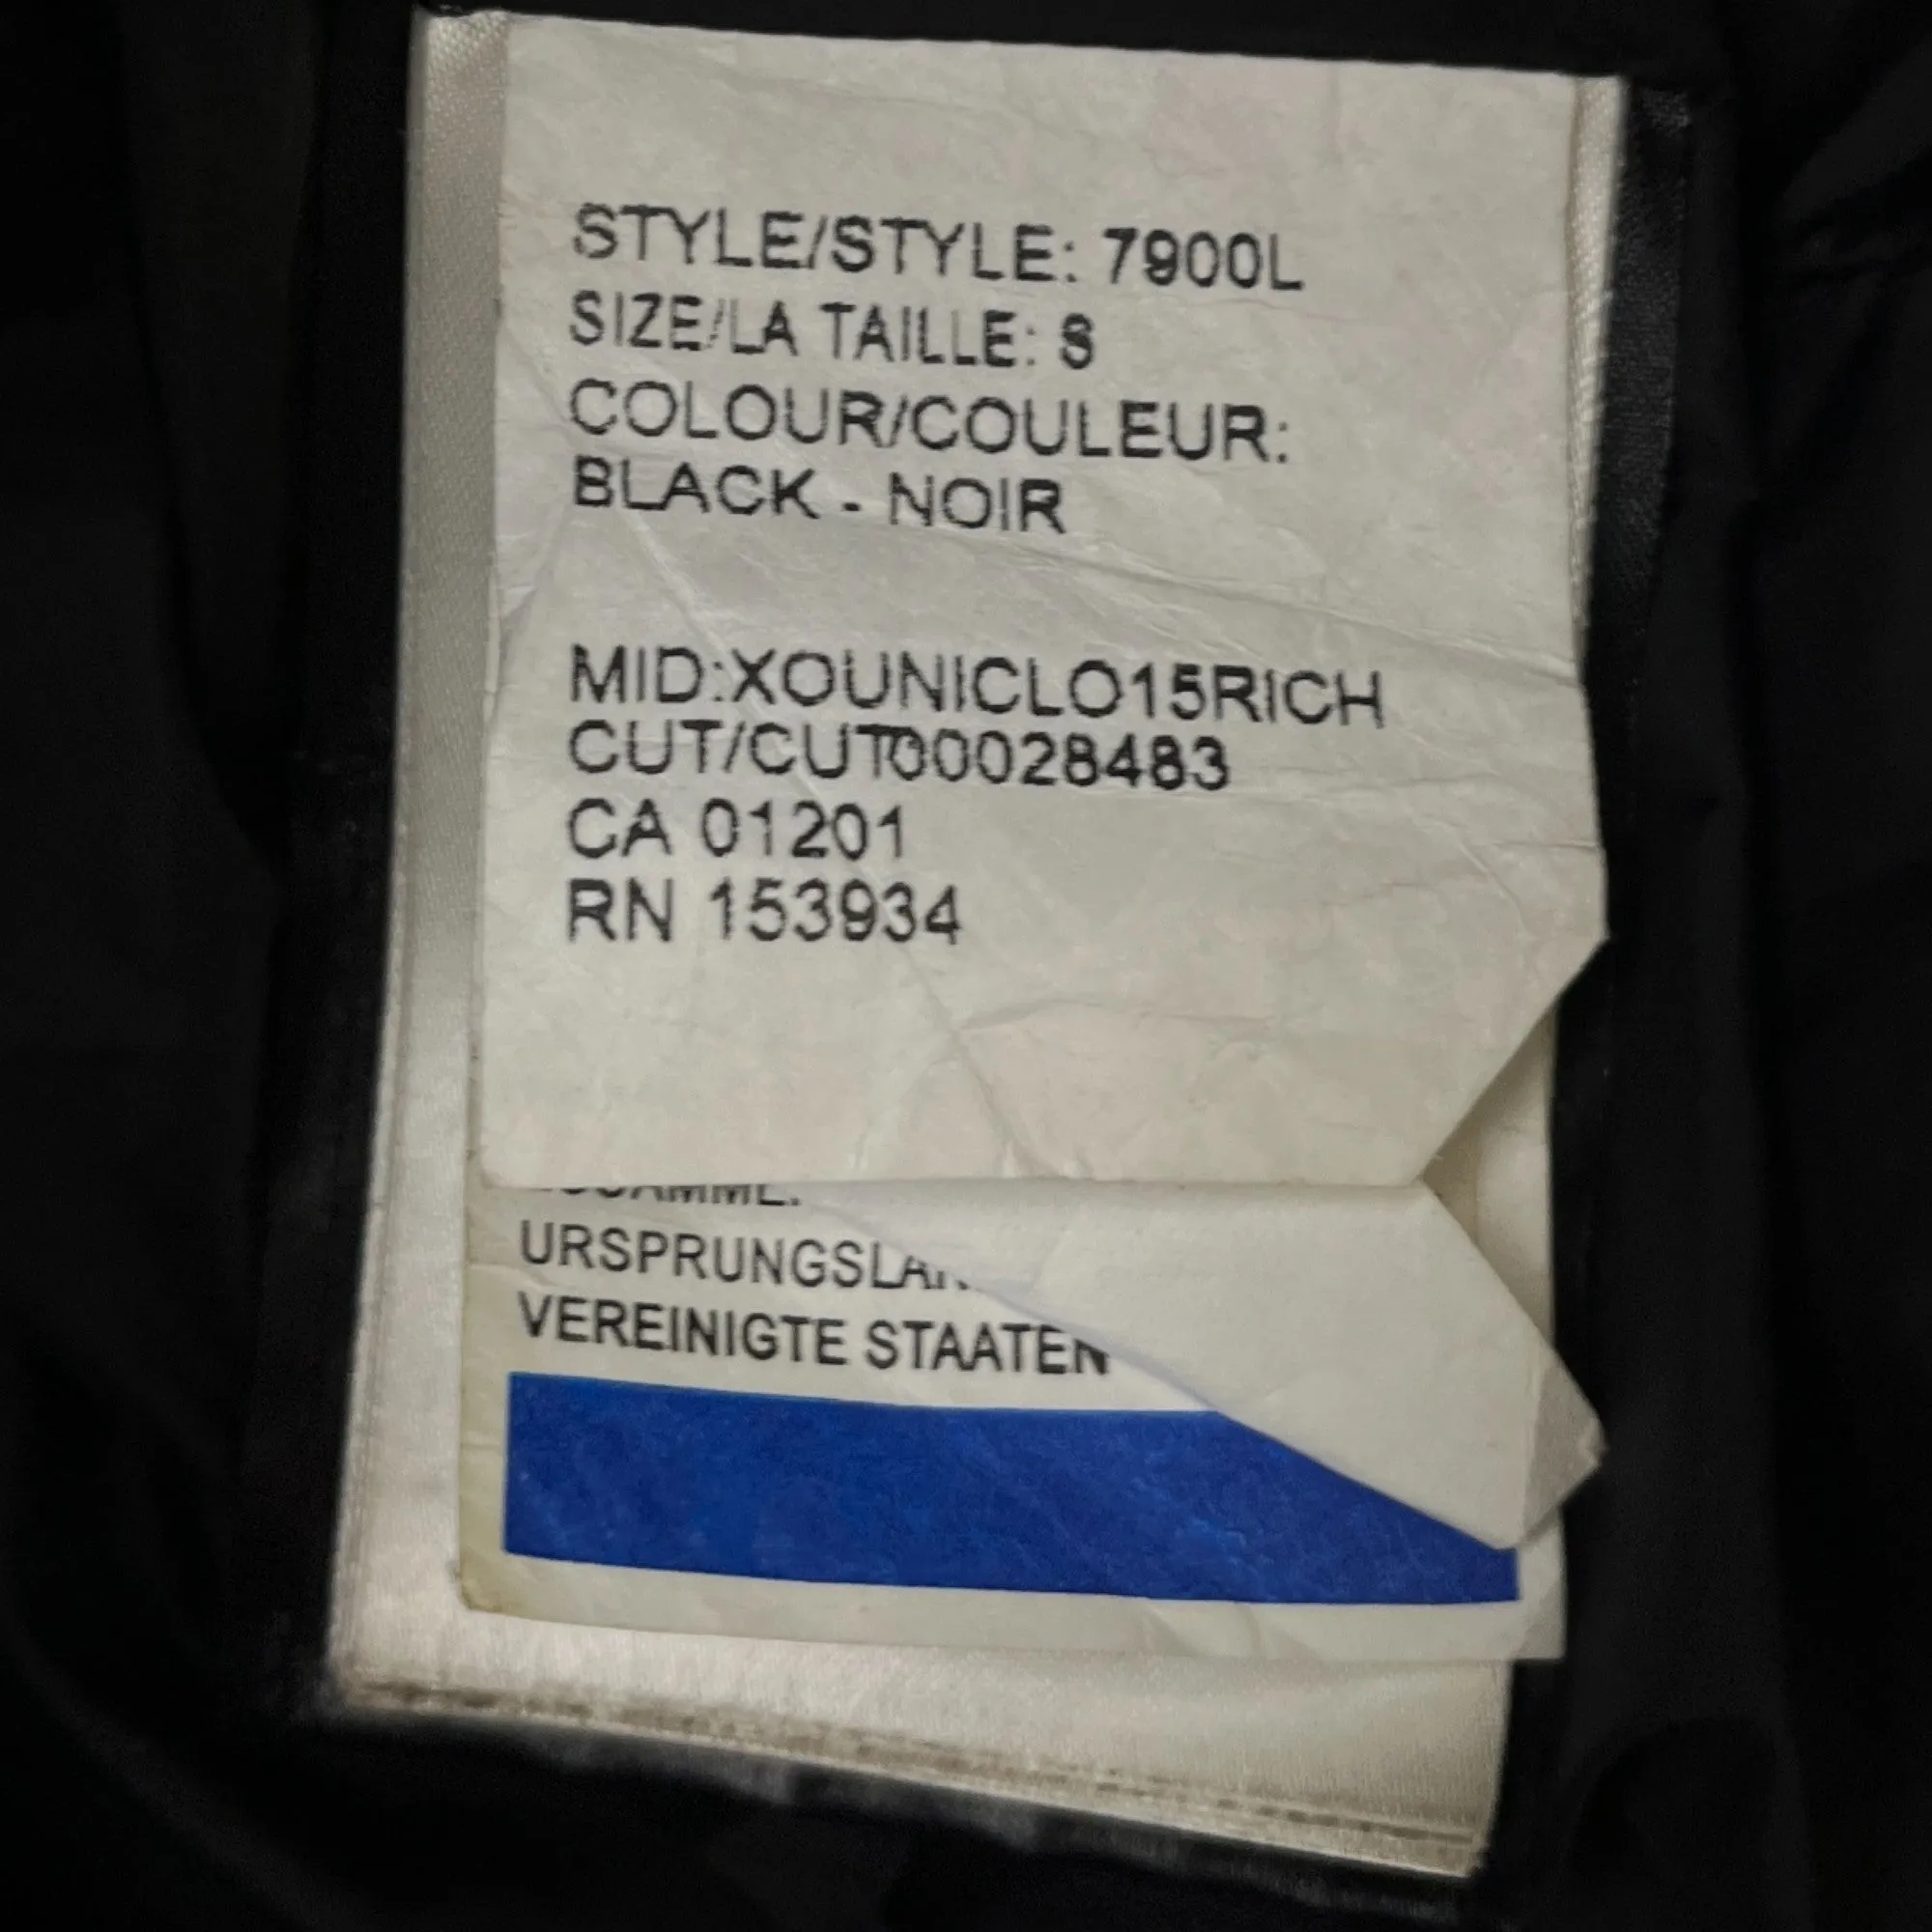 STYLE/STYLE: 7900L
SIZE/LA TAILLE: S
COLOUR/COULEUR:
BLACK - NOIR
MID:XOUNICLO15RICH
CUT/CUT00028483
CA 01201
RN 153934
VEREINIGTE STAATEN